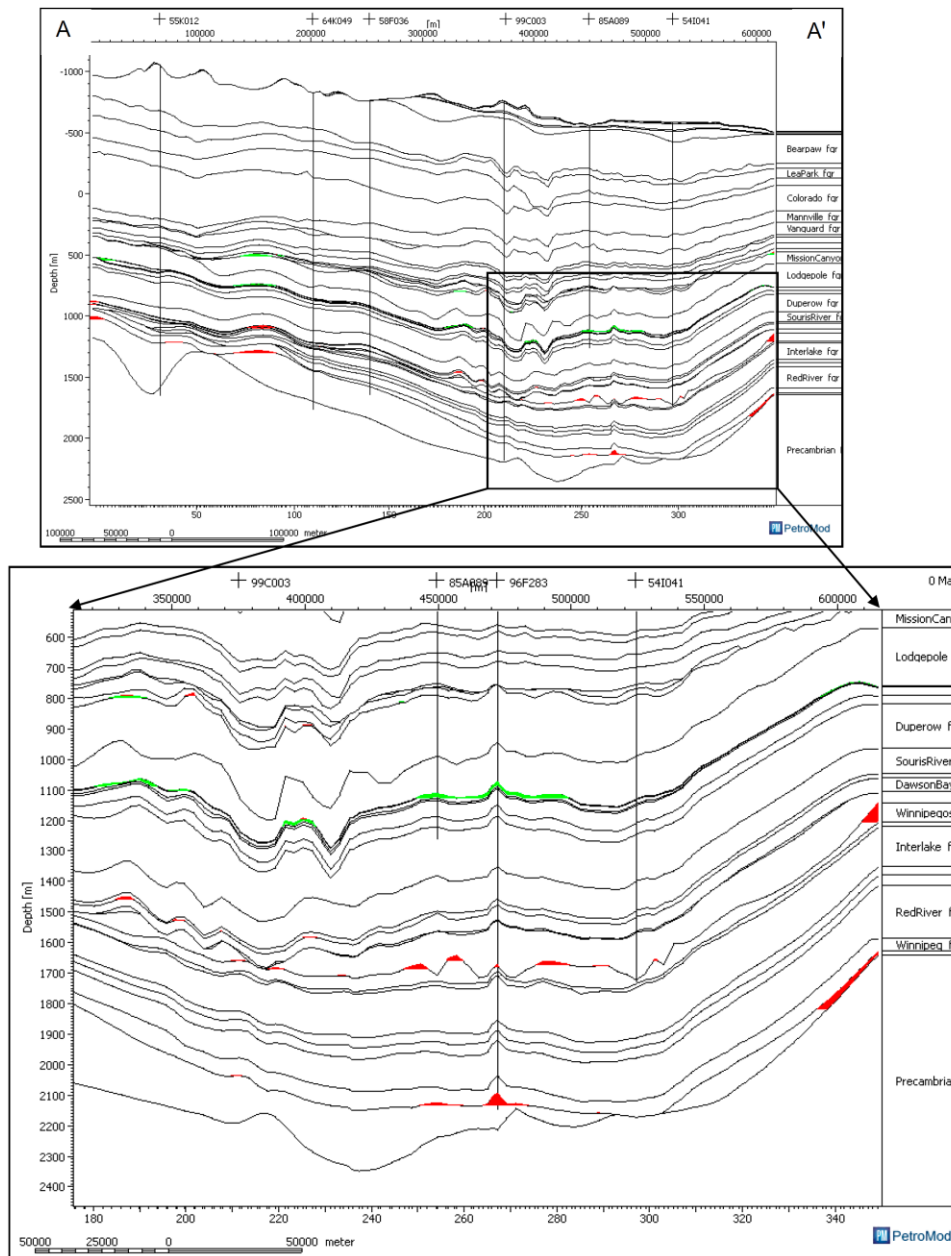 A A'
55K012 64K049 58F036 99C003 85A089 54I041
100000 200000 300000 [m] 400000 500000 600000
-1000
-500
0
500
1000
1500
2000
2500
Depth [m]
Bearpaw fqr
LeaPark fqr
Colorado fqr
Mannville fqr
Vanguard fqr
MissionCanyo
Lodgepole fq
Duperow fqr
SourisRiver f
Interlake fqr
RedRiver fqr
Precambrian
50 100 150 200 250 300
100000 50000 0 100000 meter
PM PetroMod
99C003 85A089 96F283 54I041 0 Ma
350000 400000 450000 [m] 500000 550000 600000
600
700
800
900
1000
1100
1200
1300
1400
1500
1600
1700
1800
1900
2000
2100
2200
2300
2400
Depth [m]
MissionCan
Lodgepole
Duperow f
SourisRiver
DawsonBay
Winnipegos
Interlake f
RedRiver f
Winnipeg f
Precambria
180 200 220 240 260 280 300 320 340
50000 25000 0 50000 meter
PM PetroMod